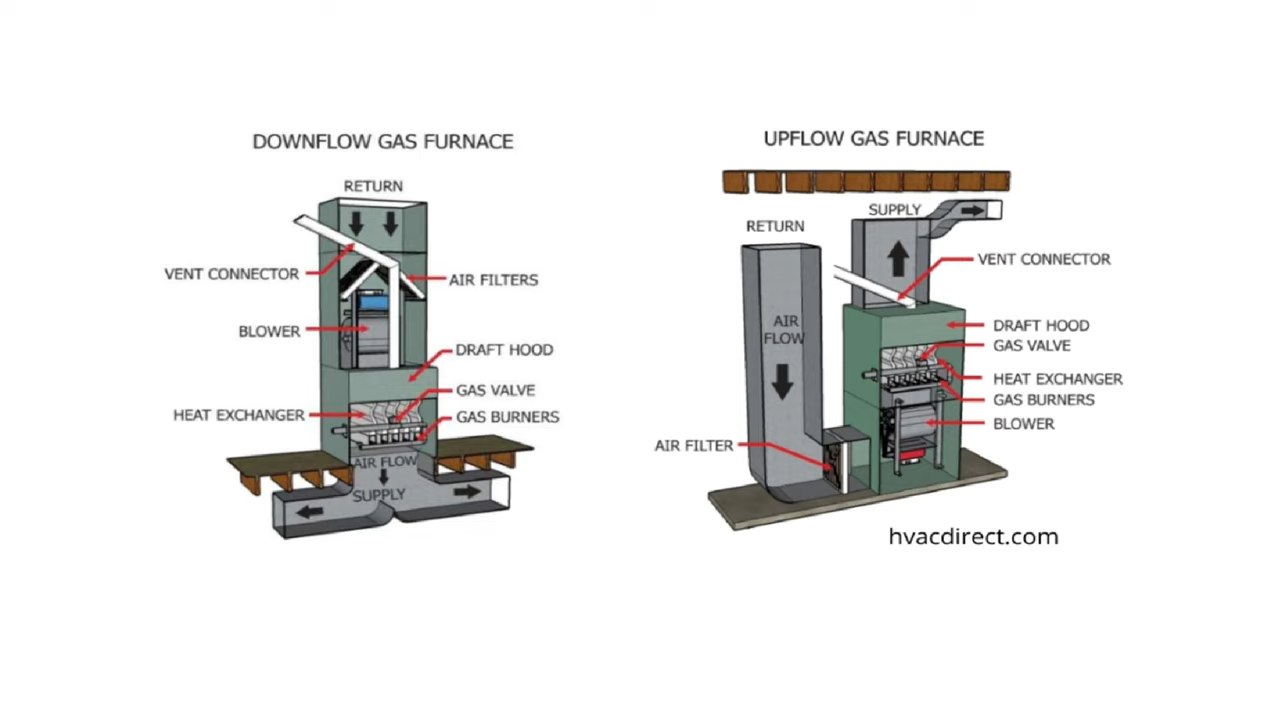 DOWNFLOW GAS FURNACE
RETURN
VENT CONNECTOR
AIR FILTERS
BLOWER
DRAFT HOOD
GAS VALVE
HEAT EXCHANGER
GAS BURNERS
AIR FLOW
SUPPLY
UPFLOW GAS FURNACE
SUPPLY
RETURN
VENT CONNECTOR
AIR
FLOW
DRAFT HOOD
GAS VALVE
HEAT EXCHANGER
GAS BURNERS
BLOWER
AIR FILTER
hvacdirect.com